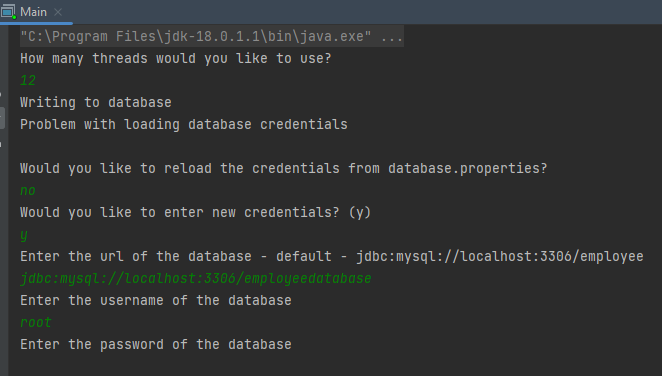 Main
"C:\Program Files\jdk-18.0.1.1\bin\java.exe" ...
How many threads would you like to use?
12
Writing to database
Problem with loading database credentials
Would you like to reload the credentials from database.properties?
no
Would you like to enter new credentials? (y)
y
Enter the url of the database - default - jdbc:mysql://localhost:3306/employee
jdbc:mysql://localhost:3306/employeedatabase
Enter the username of the database
root
Enter the password of the database